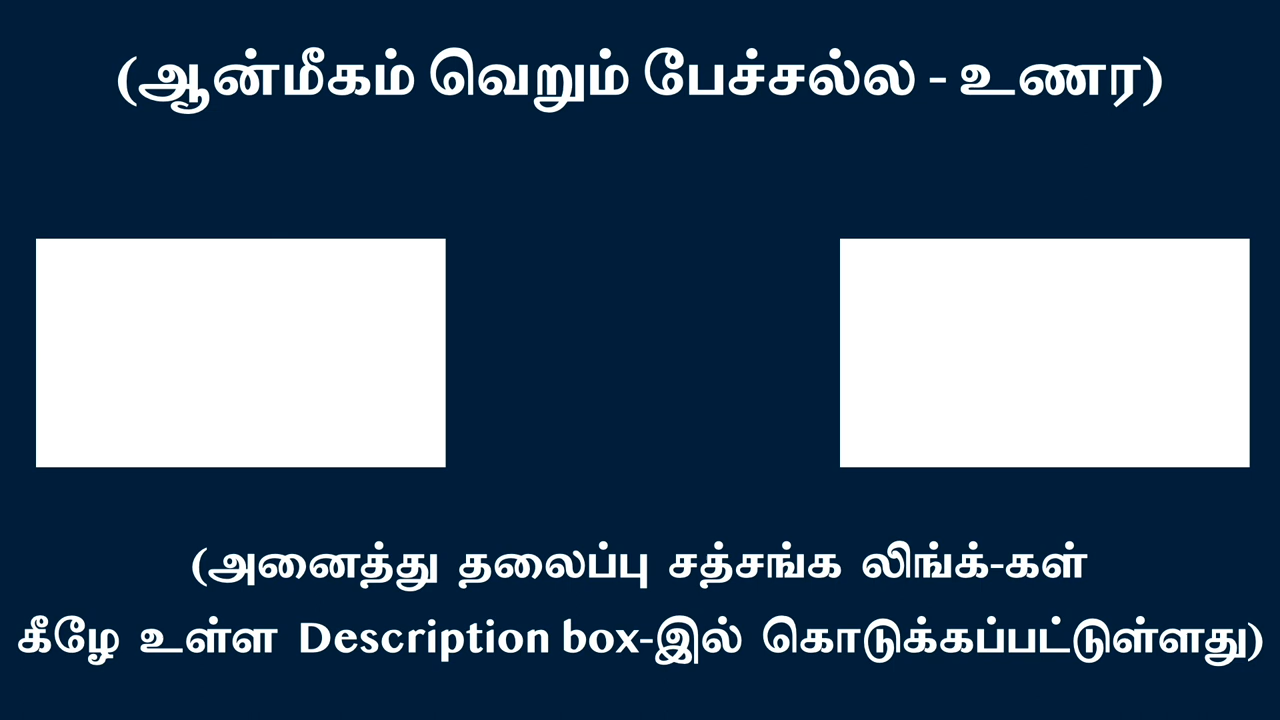 (ஆன்மீகம் வெறும் பேச்சல்ல - உணர)
(அனைத்து தலைப்பு சத்சங்க லிங்க்-கள்
கீழே உள்ள Description box-இல் கொடுக்கப்பட்டுள்ளது)